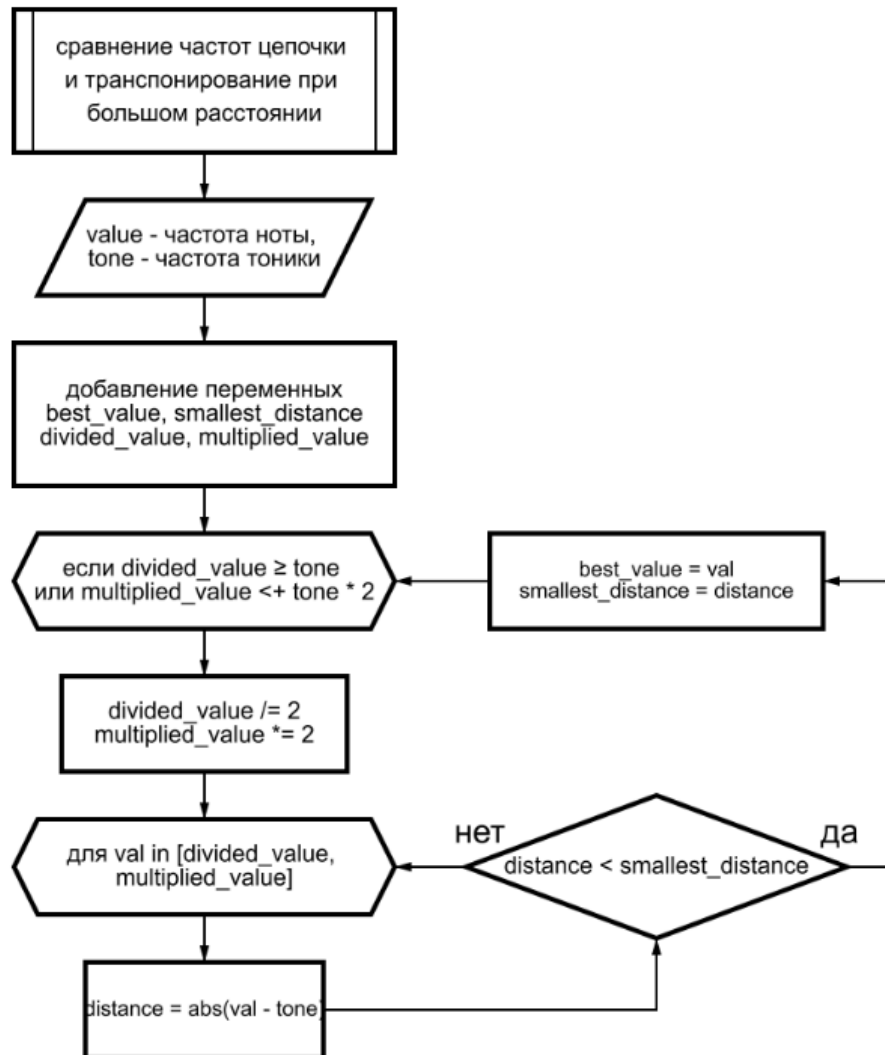 сравнение частот цепочки
и транспонирование при
большом расстоянии
value - частота ноты,
tone - частота тоники
добавление переменных
best_value, smallest_distance
divided_value, multiplied_value
если divided_value ≥ tone
или multiplied_value <+ tone * 2
best_value = val
smallest_distance = distance
divided_value /= 2
multiplied_value *= 2
для val in [divided_value,
multiplied_value]
нет
да
distance < smallest_distance
distance = abs(val - tone)